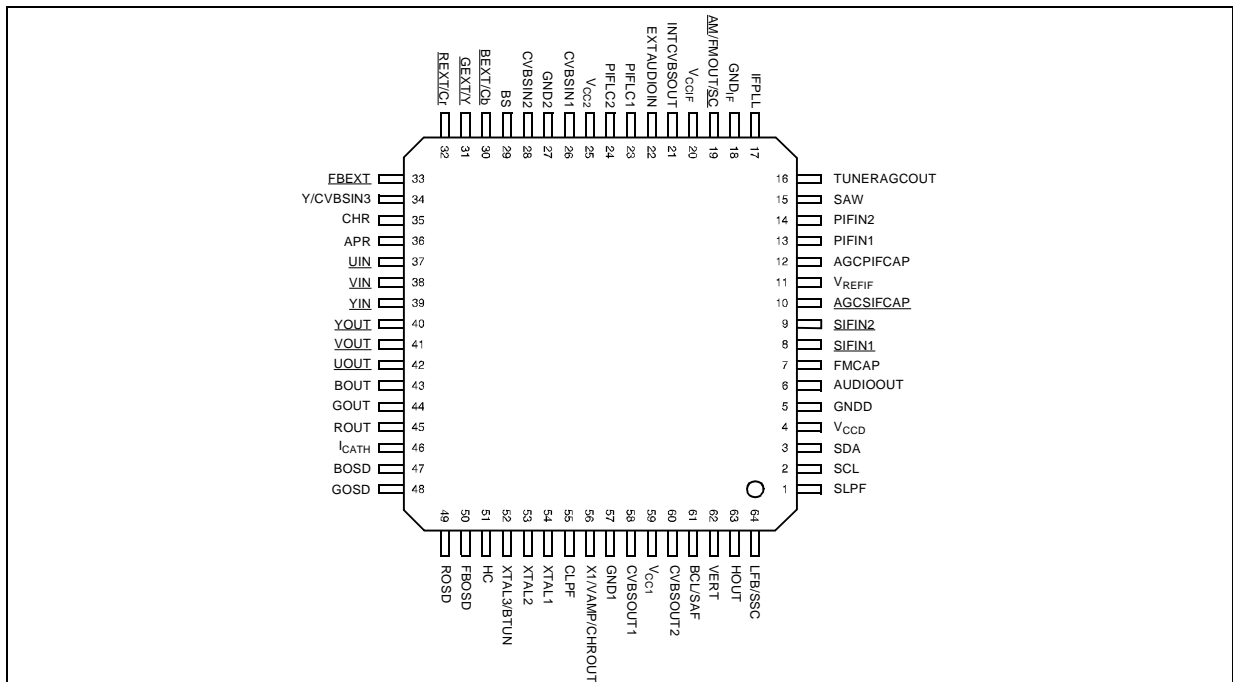 REXT/Cr
GEXT/Y
BEXT/Cb
BS
CVBSIN2
GND2
CVBSIN1
VCC2
PIFLC2
PIFLC1
EXTAUDIOIN
INTCVBSOUT
VCCIF
AM/FMOUT/SC
GNDIF
IFPLL
32 31 30 29 28 27 26 25 24 23 22 21 20 19 18 17
FBEXT 33
Y/CVBSIN3 34
CHR 35
APR 36
UIN 37
VIN 38
YIN 39
YOUT 40
VOUT 41
UOUT 42
BOUT 43
GOUT 44
ROUT 45
ICATH 46
BOSD 47
GOSD 48
16 TUNERAGCOUT
15 SAW
14 PIFIN2
13 PIFIN1
12 AGCPIFCAP
11 VREFIF
10 AGCSIFCAP
9 SIFIN2
8 SIFIN1
7 FMCAP
6 AUDIOOUT
5 GNDD
4 VCCD
3 SDA
2 SCL
1 SLPF
49 50 51 52 53 54 55 56 57 58 59 60 61 62 63 64
ROSD
FBOSD
HC
XTAL3/BTUN
XTAL2
XTAL1
CLPF
X1/VAMP/CHROUT
GND1
CVBSOUT1
VCC1
CVBSOUT2
BCL/SAF
VERT
HOUT
LFB/SSC